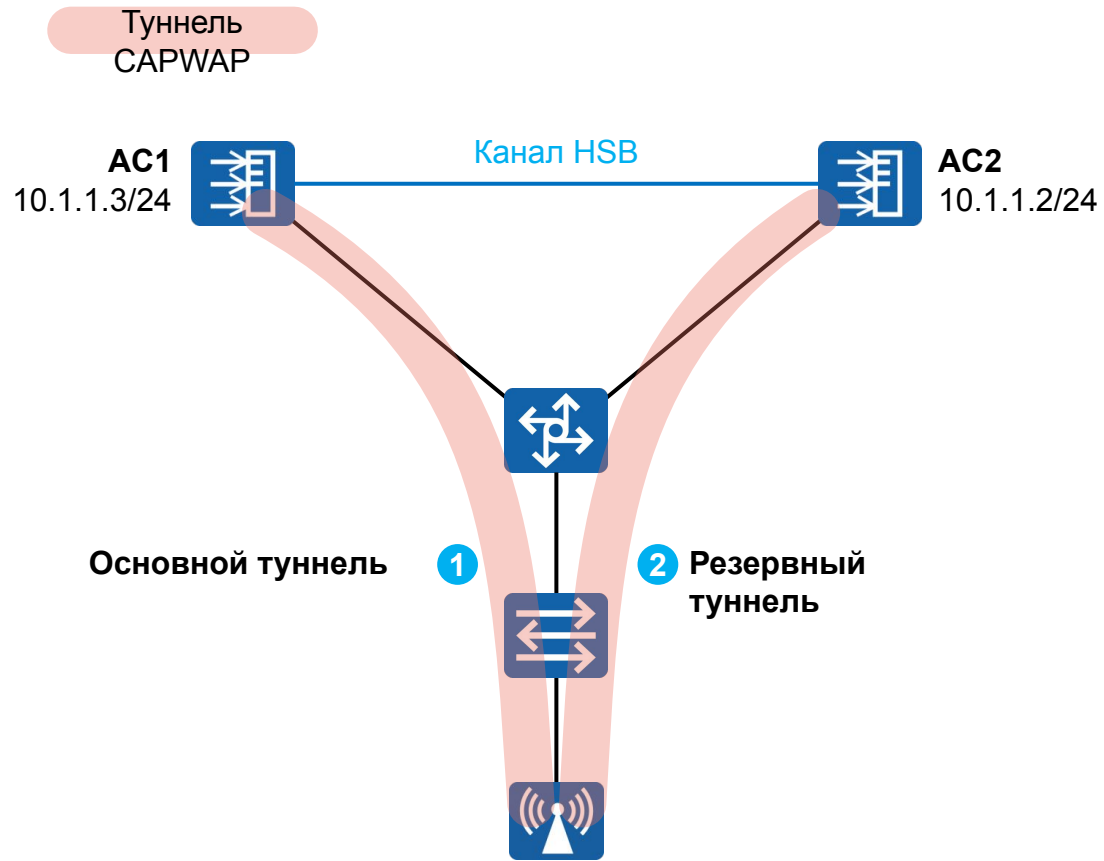 Туннель
CAPWAP
Канал HSB
AC1
10.1.1.3/24
AC2
10.1.1.2/24
Основной туннель
1
2
Резервный
туннель